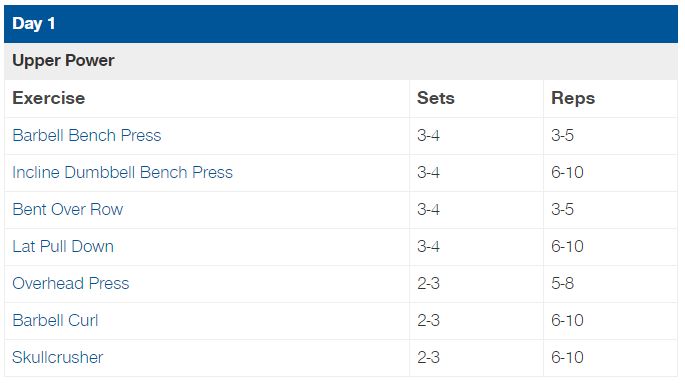 Day 1
Upper Power
Exercise Sets Reps
Barbell Bench Press 3-4 3-5
Incline Dumbbell Bench Press 3-4 6-10
Bent Over Row 3-4 3-5
Lat Pull Down 3-4 6-10
Overhead Press 2-3 5-8
Barbell Curl 2-3 6-10
Skullcrusher 2-3 6-10